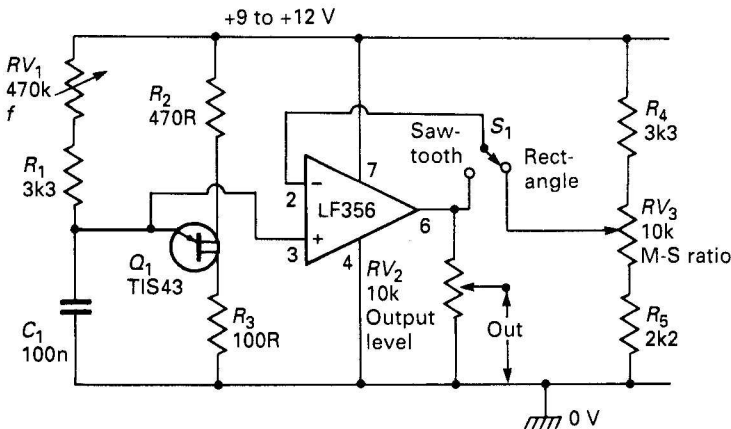 +9 to +12 V
RV1
470k
f
R2
470R
R4
3k3
Saw-
tooth
S1
Rect-
angle
R1
3k3
7
2
−
LF356
6
+
3
4
RV3
10k
M-S ratio
Q1
TIS43
RV2
10k
Output
level
Out
R3
100R
C1
100n
R5
2k2
0 V